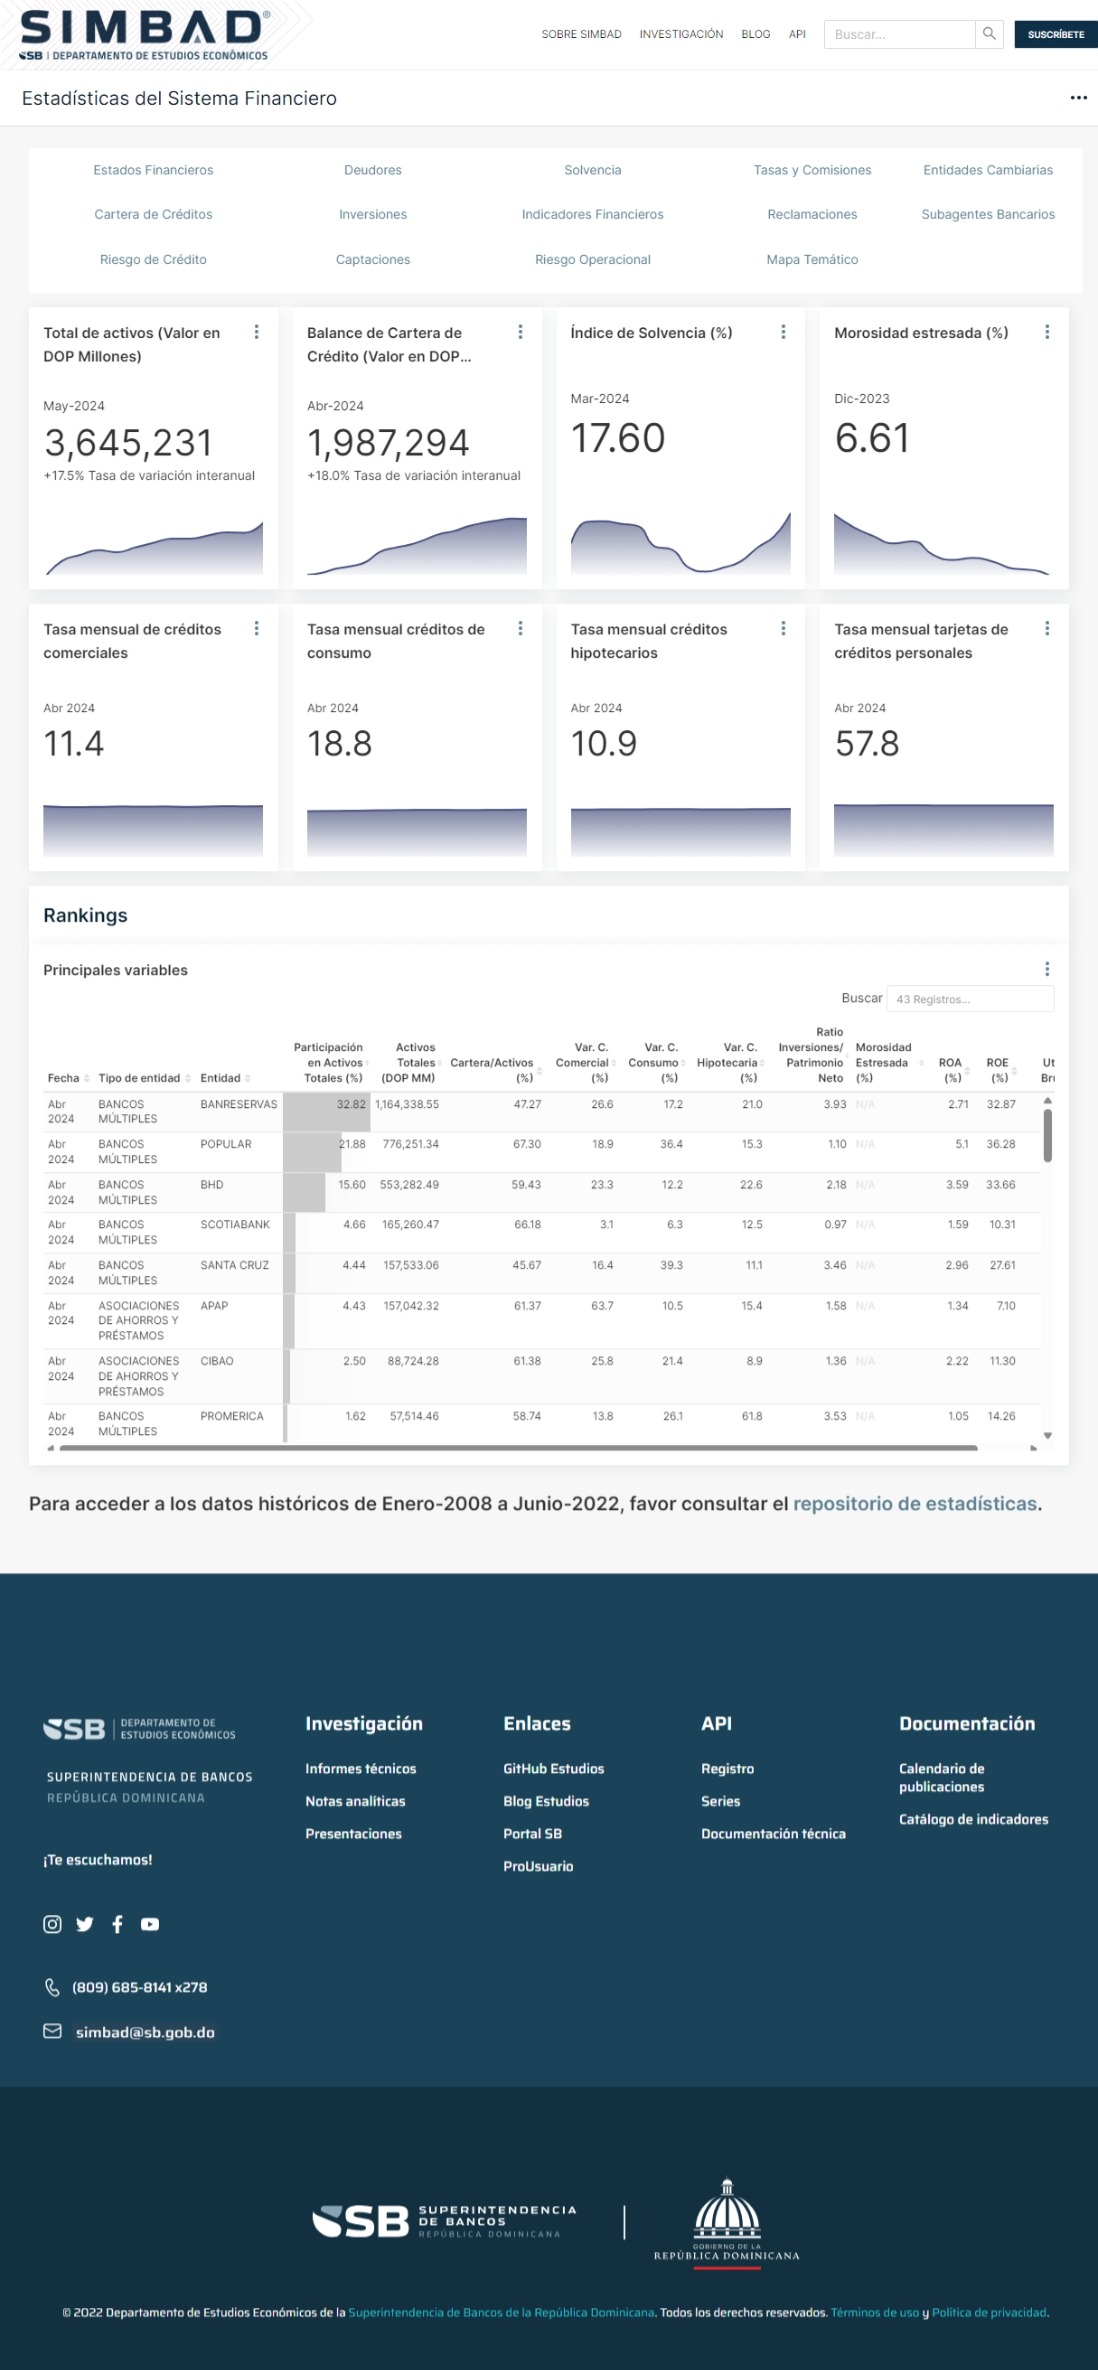 SIMBAD®
SB | DEPARTAMENTO DE ESTUDIOS ECONÓMICOS
SOBRE SIMBAD INVESTIGACIÓN BLOG API Buscar... SUSCRÍBETE
Estadísticas del Sistema Financiero
Estados Financieros Deudores Solvencia Tasas y Comisiones Entidades Cambiarias
Cartera de Créditos Inversiones Indicadores Financieros Reclamaciones Subagentes Bancarios
Riesgo de Crédito Captaciones Riesgo Operacional Mapa Temático
Total de activos (Valor en
DOP Millones)
May-2024
3,645,231
+17.5% Tasa de variación interanual
Balance de Cartera de
Crédito (Valor en DOP...
Abr-2024
1,987,294
+18.0% Tasa de variación interanual
Índice de Solvencia (%)
Mar-2024
17.60
Morosidad estresada (%)
Dic-2023
6.61
Tasa mensual de créditos
comerciales
Abr 2024
11.4
Tasa mensual créditos de
consumo
Abr 2024
18.8
Tasa mensual créditos
hipotecarios
Abr 2024
10.9
Tasa mensual tarjetas de
créditos personales
Abr 2024
57.8
Rankings
Principales variables
Buscar 43 Registros...
Fecha
Tipo de entidad
Entidad
Participación
en Activos
Totales (%)
Activos
Totales
(DOP MM)
Cartera/Activos
(%)
Var. C.
Comercial
(%)
Var. C.
Consumo
(%)
Var. C.
Hipotecaria
(%)
Ratio
Inversiones/
Patrimonio
Neto
Morosidad
Estresada
(%)
ROA
(%)
ROE
(%)
Ut
Bru
Abr BANCOS BANRESERVAS 32.82 1,164,338.55 47.27 26.6 17.2 21.0 3.93 N/A 2.71 32.87
2024 MÚLTIPLES
Abr BANCOS POPULAR 21.88 776,251.34 67.30 18.9 36.4 15.3 1.10 N/A 5.1 36.28
2024 MÚLTIPLES
Abr BANCOS BHD 15.60 553,282.49 59.43 23.3 12.2 22.6 2.18 N/A 3.59 33.66
2024 MÚLTIPLES
Abr BANCOS SCOTIABANK 4.66 165,260.47 66.18 3.1 6.3 12.5 0.97 N/A 1.59 10.31
2024 MÚLTIPLES
Abr BANCOS SANTA CRUZ 4.44 157,533.06 45.67 16.4 39.3 11.1 3.46 N/A 2.96 27.61
2024 MÚLTIPLES
Abr ASOCIACIONES APAP 4.43 157,042.32 61.37 63.7 10.5 15.4 1.58 N/A 1.34 7.10
2024 DE AHORROS Y
PRÉSTAMOS
Abr ASOCIACIONES CIBAO 2.50 88,724.28 61.38 25.8 21.4 8.9 1.36 N/A 2.22 11.30
2024 DE AHORROS Y
PRÉSTAMOS
Abr BANCOS PROMERICA 1.62 57,514.46 58.74 13.8 26.1 61.8 3.53 N/A 1.05 14.26
2024 MÚLTIPLES
Para acceder a los datos históricos de Enero-2008 a Junio-2022, favor consultar el repositorio de estadísticas.
SB | DEPARTAMENTO DE
ESTUDIOS ECONÓMICOS
SUPERINTENDENCIA DE BANCOS
REPÚBLICA DOMINICANA
¡Te escuchamos!
(809) 685-8141 x278
simbad@sb.gob.do
Investigación
Informes técnicos
Notas analíticas
Presentaciones
Enlaces
GitHub Estudios
Blog Estudios
Portal SB
ProUsuario
API
Registro
Series
Documentación técnica
Documentación
Calendario de
publicaciones
Catálogo de indicadores
SB SUPERINTENDENCIA
DE BANCOS
REPÚBLICA DOMINICANA
GOBIERNO DE LA
REPÚBLICA DOMINICANA
© 2022 Departamento de Estudios Económicos de la Superintendencia de Bancos de la República Dominicana. Todos los derechos reservados. Términos de uso y Política de privacidad.